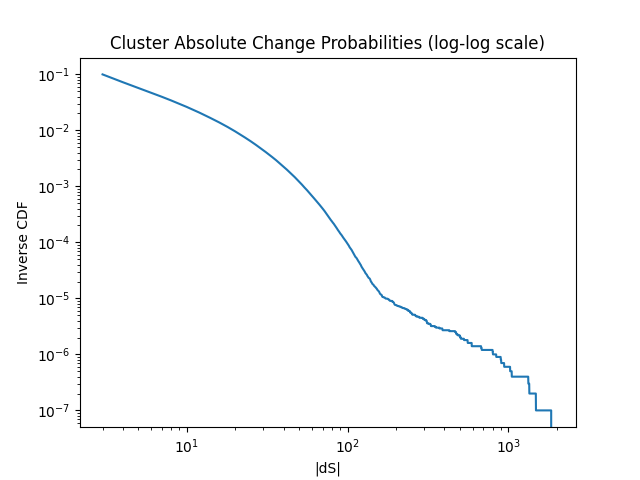 Cluster Absolute Change Probabilities (log-log scale)
Inverse CDF
10⁻¹
10⁻²
10⁻³
10⁻⁴
10⁻⁵
10⁻⁶
10⁻⁷
10¹ 10² 10³
|dS|